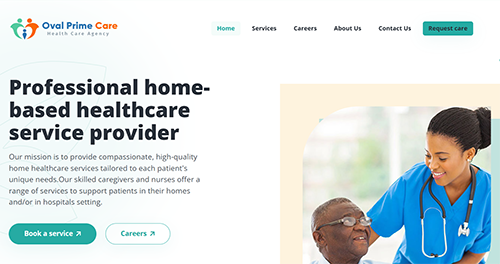 Oval Prime Care
Health Care Agency
Home Services Careers About Us Contact Us Request care
Professional home-
based healthcare
service provider
Our mission is to provide compassionate, high-quality
home healthcare services tailored to each patient's
unique needs.Our skilled caregivers and nurses offer a
range of services to support patients in their homes
and/or in hospitals setting.
Book a service Careers